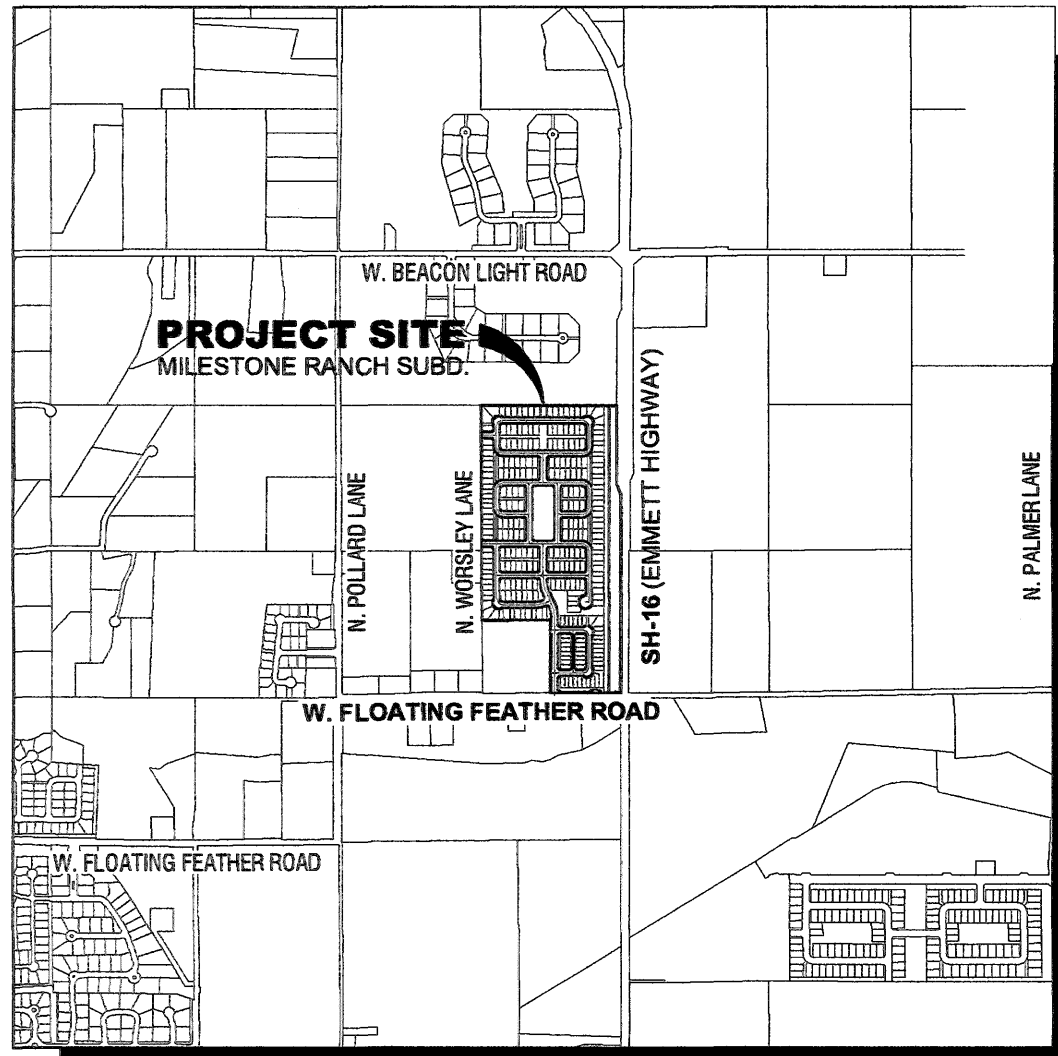 W. BEACON LIGHT ROAD
PROJECT SITE
MILESTONE RANCH SUBD.
N. POLLARD LANE
N. WORSLEY LANE
SH-16 (EMMETT HIGHWAY)
N. PALMER LANE
W. FLOATING FEATHER ROAD
W. FLOATING FEATHER ROAD